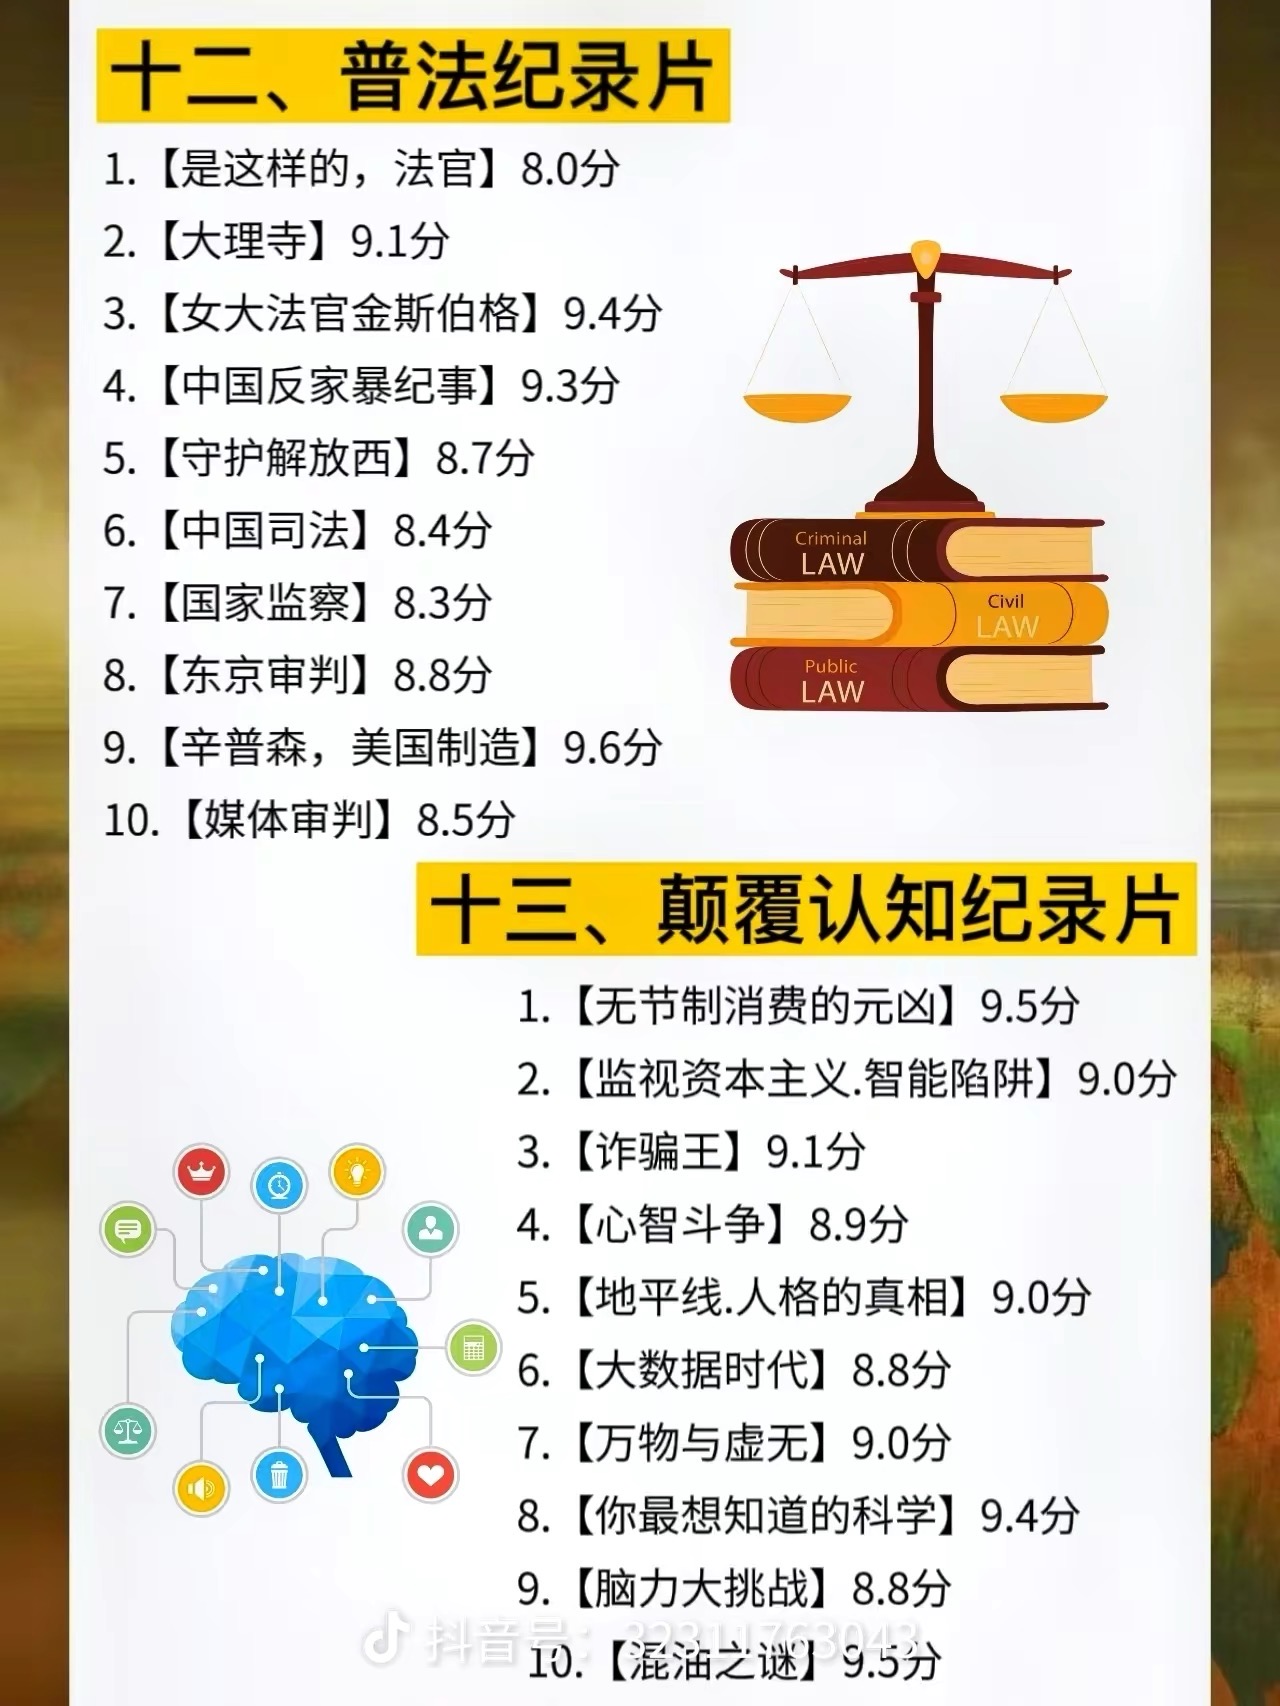 十二、普法纪录片
1.【是这样的，法官】8.0分
2.【大理寺】9.1分
3.【女大法官金斯伯格】9.4分
4.【中国反家暴纪事】9.3分
5.【守护解放西】8.7分
6.【中国司法】8.4分
7.【国家监察】8.3分
8.【东京审判】8.8分
9.【辛普森，美国制造】9.6分
10.【媒体审判】8.5分
Criminal
LAW
Civil
LAW
Public
LAW
十三、颠覆认知纪录片
1.【无节制消费的元凶】9.5分
2.【监视资本主义.智能陷阱】9.0分
3.【诈骗王】9.1分
4.【心智斗争】8.9分
5.【地平线.人格的真相】9.0分
6.【大数据时代】8.8分
7.【万物与虚无】9.0分
8.【你最想知道的科学】9.4分
9.【脑力大挑战】8.8分
抖音号：32311763043
10.【混油之谜】9.5分